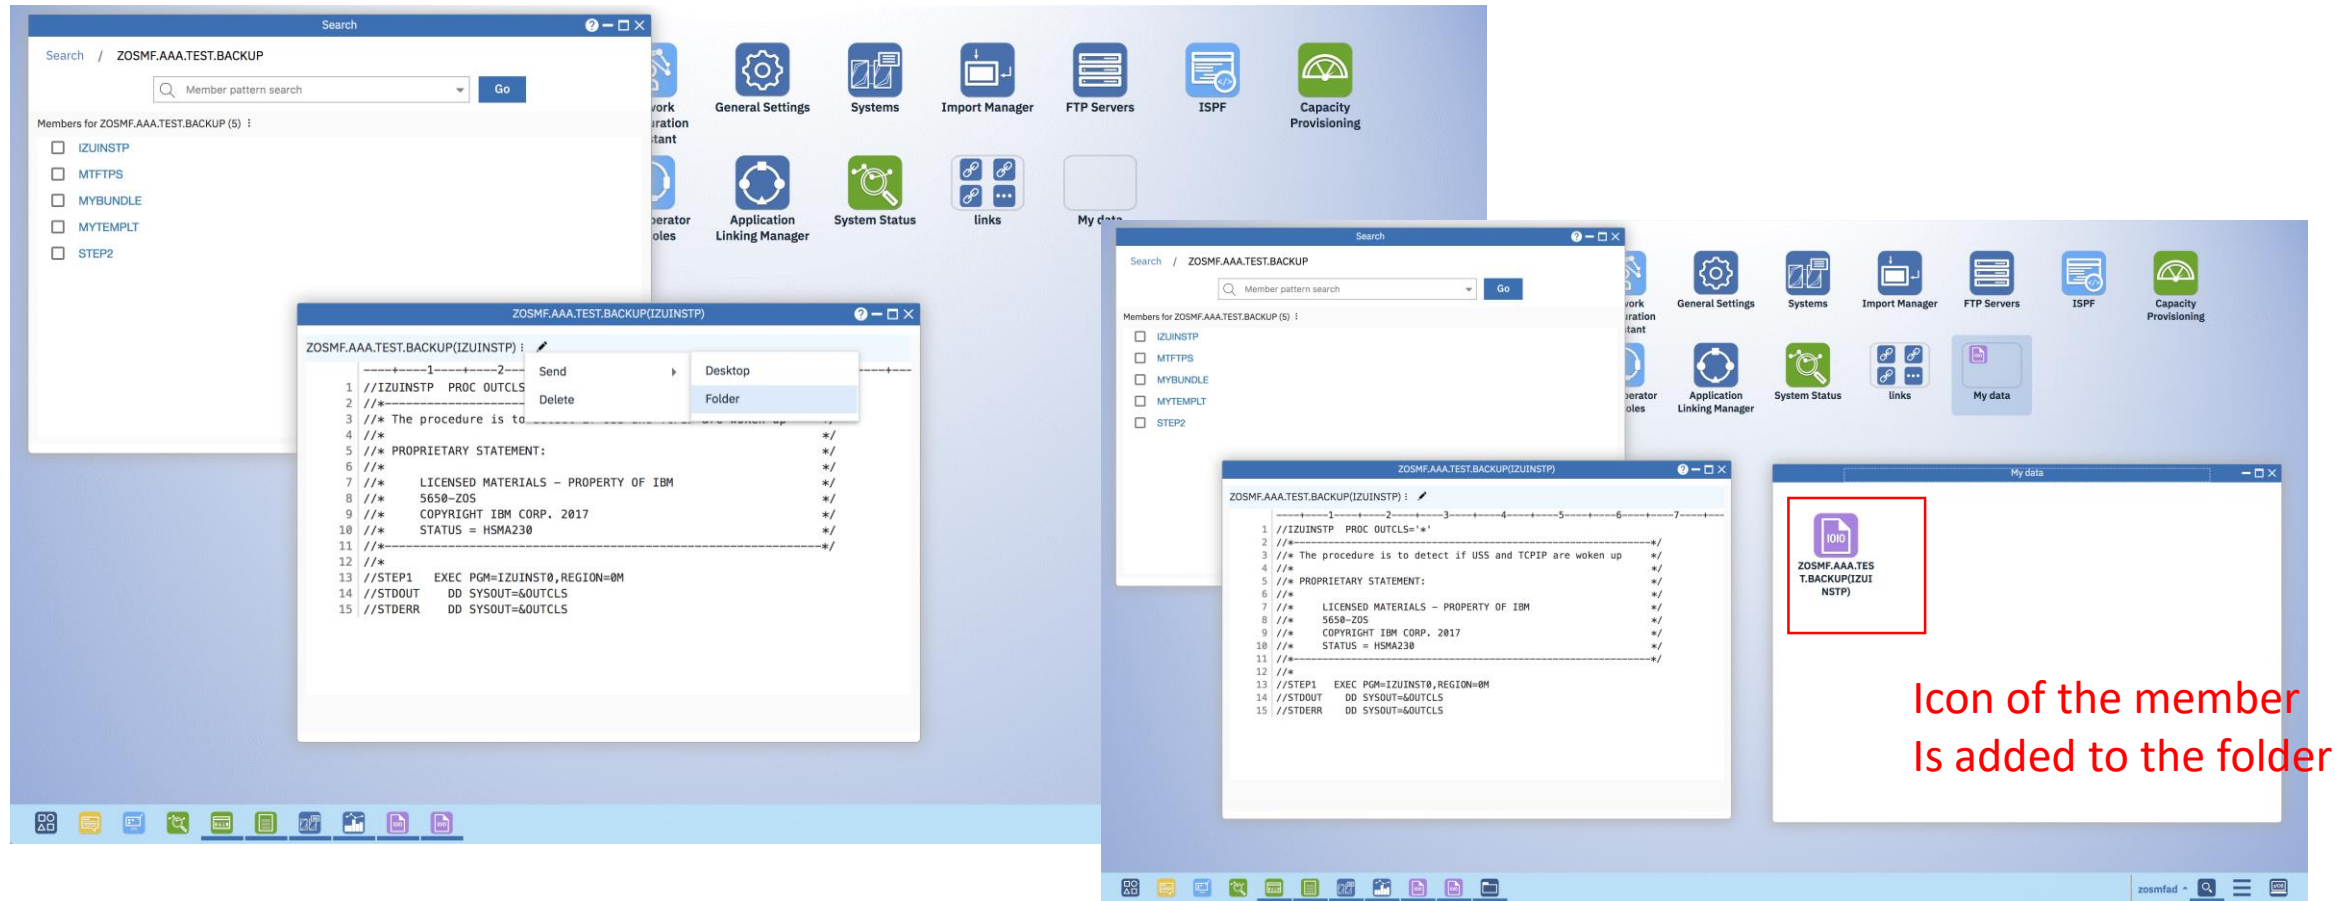 Search
Search / ZOSMF.AAA.TEST.BACKUP
Member pattern search
Go
Members for ZOSMF.AAA.TEST.BACKUP (5)
IZUINSTP
MTFTPS
MYBUNDLE
MYTEMPLT
STEP2
General Settings
Systems
Import Manager
FTP Servers
ISPF
Capacity
Provisioning
Application
Linking Manager
System Status
links
My data
ZOSMF.AAA.TEST.BACKUP(IZUINSTP)
ZOSMF.AAA.TEST.BACKUP(IZUINSTP)
Send
Delete
Desktop
Folder
----+----1----+----2---
1 //IZUINSTP PROC OUTCLS
2 //*----------------------
3 //* The procedure is to
4 //* */
5 //* PROPRIETARY STATEMENT: */
6 //* */
7 //* LICENSED MATERIALS – PROPERTY OF IBM */
8 //* 5650–ZOS */
9 //* COPYRIGHT IBM CORP. 2017 */
10 //* STATUS = HSMA230 */
11 //*--------------------------------------------------------------*/
12 //*
13 //STEP1 EXEC PGM=IZUINST0,REGION=0M
14 //STDOUT DD SYSOUT=&OUTCLS
15 //STDERR DD SYSOUT=&OUTCLS
Search
Search / ZOSMF.AAA.TEST.BACKUP
Member pattern search
Go
Members for ZOSMF.AAA.TEST.BACKUP (5)
IZUINSTP
MTFTPS
MYBUNDLE
MYTEMPLT
STEP2
General Settings
Systems
Import Manager
FTP Servers
ISPF
Capacity
Provisioning
Application
Linking Manager
System Status
links
My data
ZOSMF.AAA.TEST.BACKUP(IZUINSTP)
ZOSMF.AAA.TEST.BACKUP(IZUINSTP)
----+----1----+----2----+----3----+----4----+----5----+----6----+----7----+---
1 //IZUINSTP PROC OUTCLS='*'
2 //*--------------------------------------------------------------*/
3 //* The procedure is to detect if USS and TCPIP are woken up */
4 //* */
5 //* PROPRIETARY STATEMENT: */
6 //* */
7 //* LICENSED MATERIALS – PROPERTY OF IBM */
8 //* 5650–ZOS */
9 //* COPYRIGHT IBM CORP. 2017 */
10 //* STATUS = HSMA230 */
11 //*--------------------------------------------------------------*/
12 //*
13 //STEP1 EXEC PGM=IZUINST0,REGION=0M
14 //STDOUT DD SYSOUT=&OUTCLS
15 //STDERR DD SYSOUT=&OUTCLS
My data
ZOSMF.AAA.TES
T.BACKUP(IZUI
NSTP)
Icon of the member
Is added to the folder
zosmfad